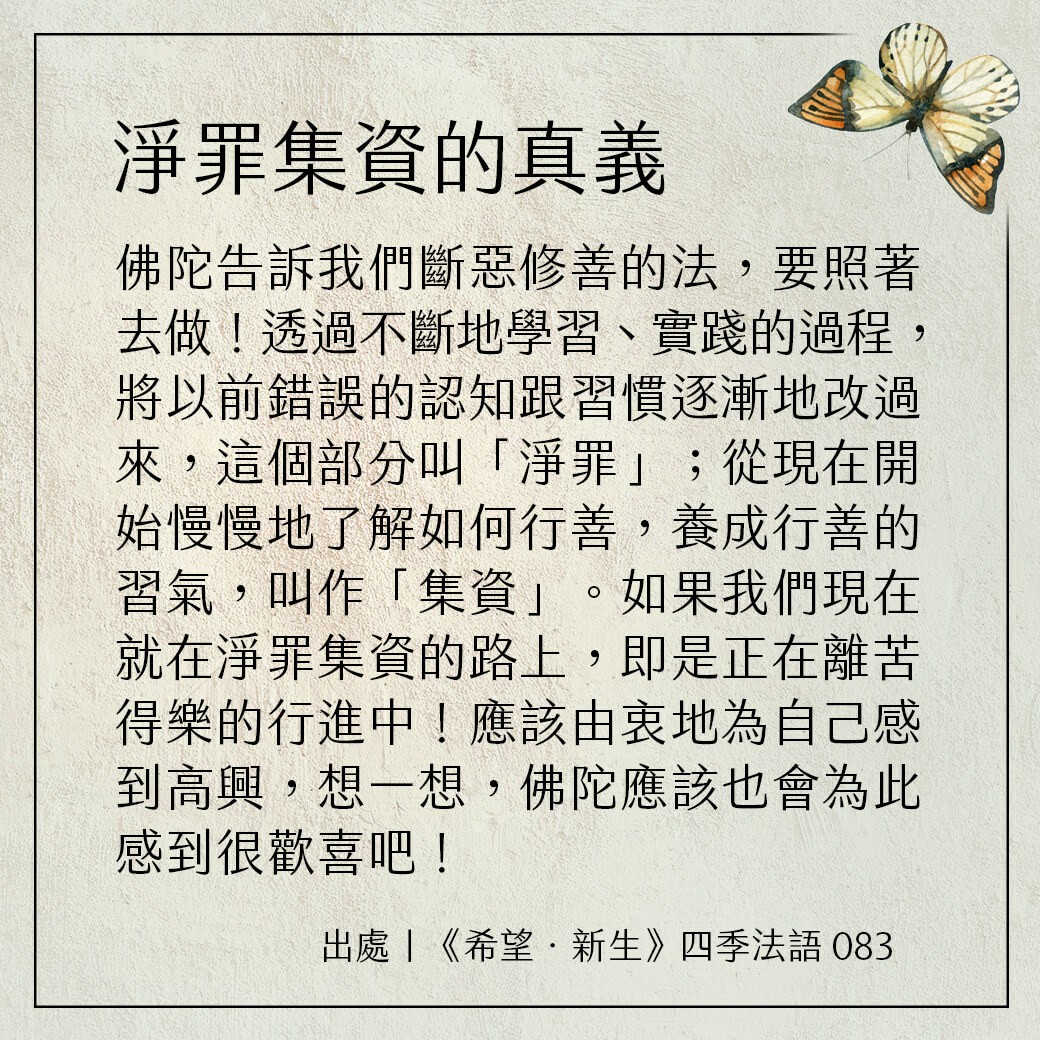 淨罪集資的真義
佛陀告訴我們斷惡修善的法，要照著
去做！透過不斷地學習、實踐的過程，
將以前錯誤的認知跟習慣逐漸地改過
來，這個部分叫「淨罪」；從現在開
始慢慢地了解如何行善，養成行善的
習氣，叫作「集資」。如果我們現在
就在淨罪集資的路上，即是正在離苦
得樂的行進中！應該由衷地為自己感
到高興，想一想，佛陀應該也會為此
感到很歡喜吧！
出處｜《希望．新生》四季法語 083